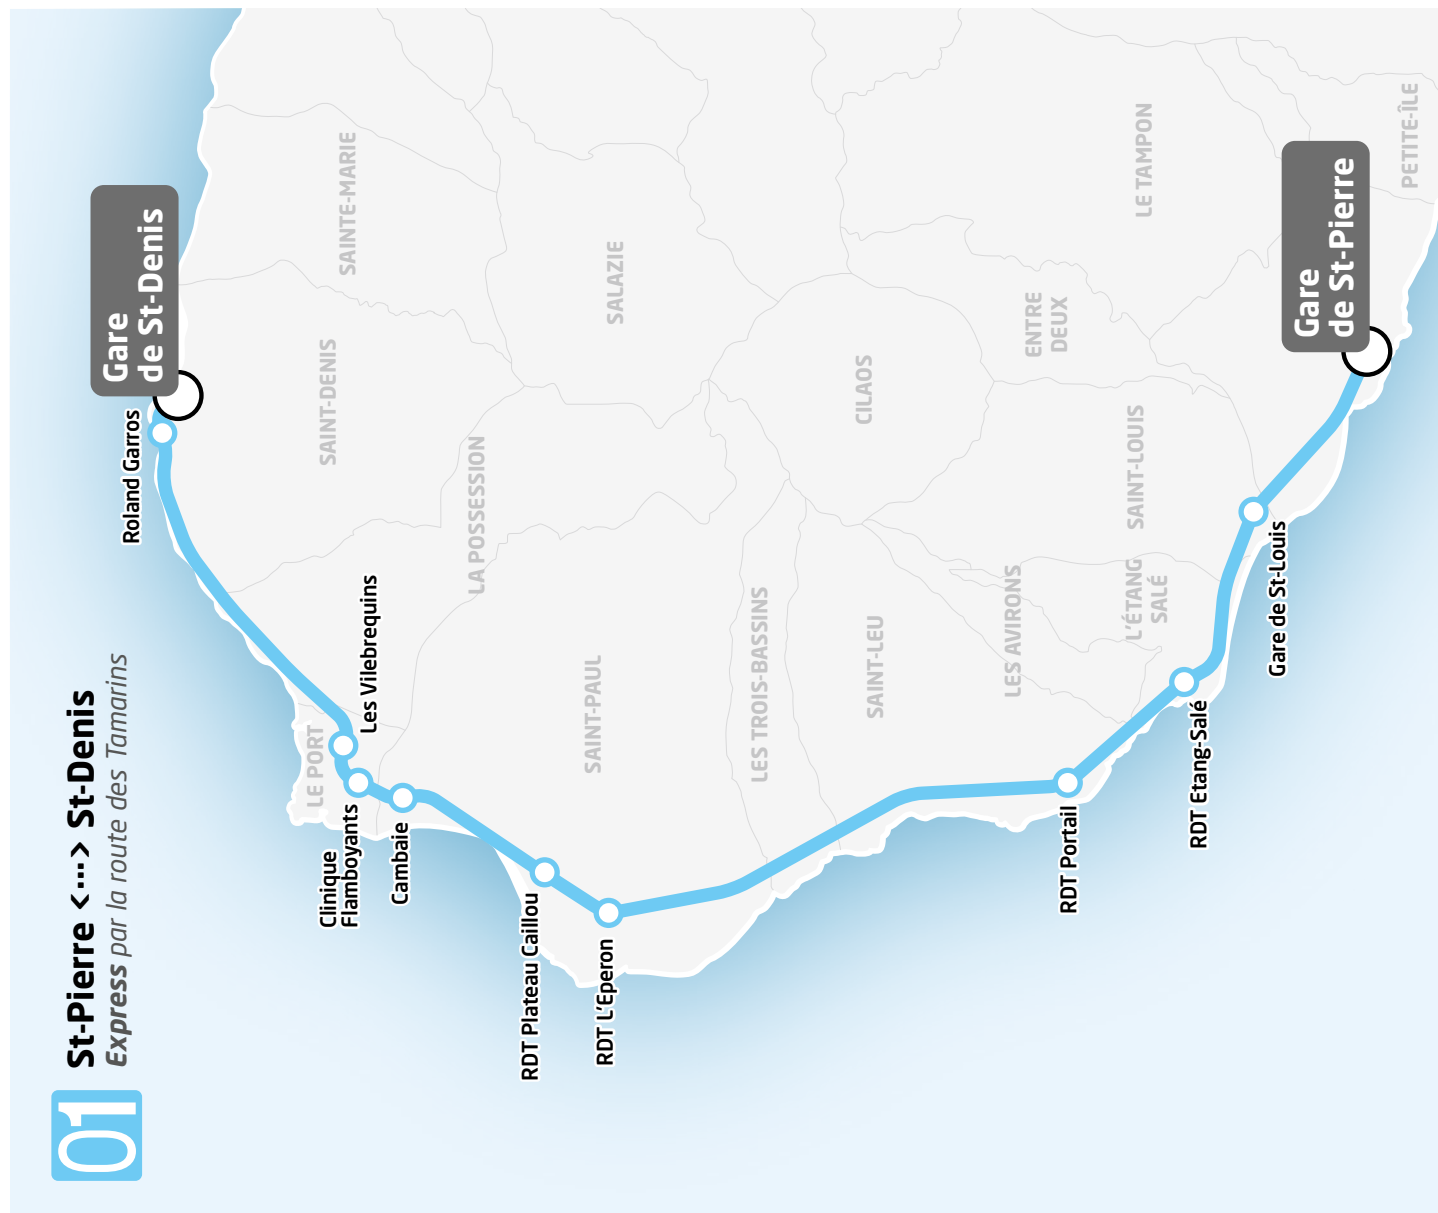 01
St-Pierre <···> St-Denis
Express par la route des Tamarins
Gare
de St-Denis
Roland Garros
Les Vilebrequins
Clinique
Flamboyants
Cambaie
RDT Plateau Caillou
RDT L'Eperon
RDT Portail
RDT Etang-Salé
Gare de St-Louis
Gare
de St-Pierre
SAINTE-MARIE
SAINT-DENIS
LA POSSESSION
LE PORT
SALAZIE
SAINT-PAUL
LES TROIS-BASSINS
CILAOS
SAINT-LEU
LES AVIRONS
ENTRE
DEUX
LE TAMPON
SAINT-LOUIS
L'ÉTANG
SALÉ
PETITE-ÎLE